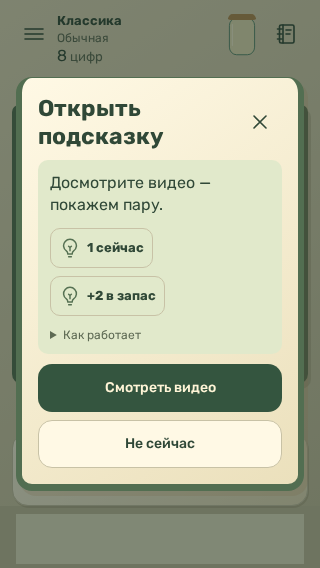 Классика
Обычная
8 цифр
Открыть
подсказку
Досмотрите видео —
покажем пару.
1 сейчас
+2 в запас
Как работает
Смотреть видео
Не сейчас